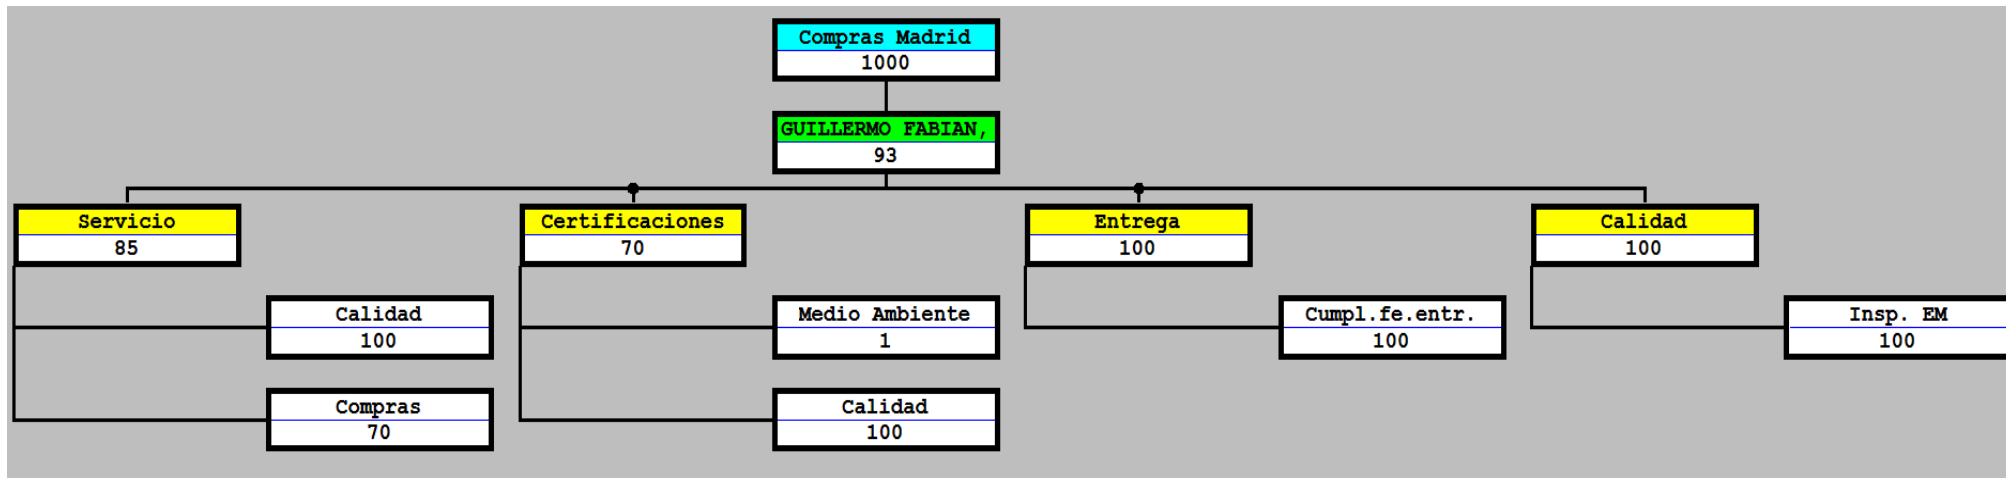 Compras Madrid
1000
GUILLERMO FABIAN,
93
Servicio
85
Certificaciones
70
Entrega
100
Calidad
100
Calidad
100
Medio Ambiente
1
Cumpl.fe.entr.
100
Insp. EM
100
Compras
70
Calidad
100